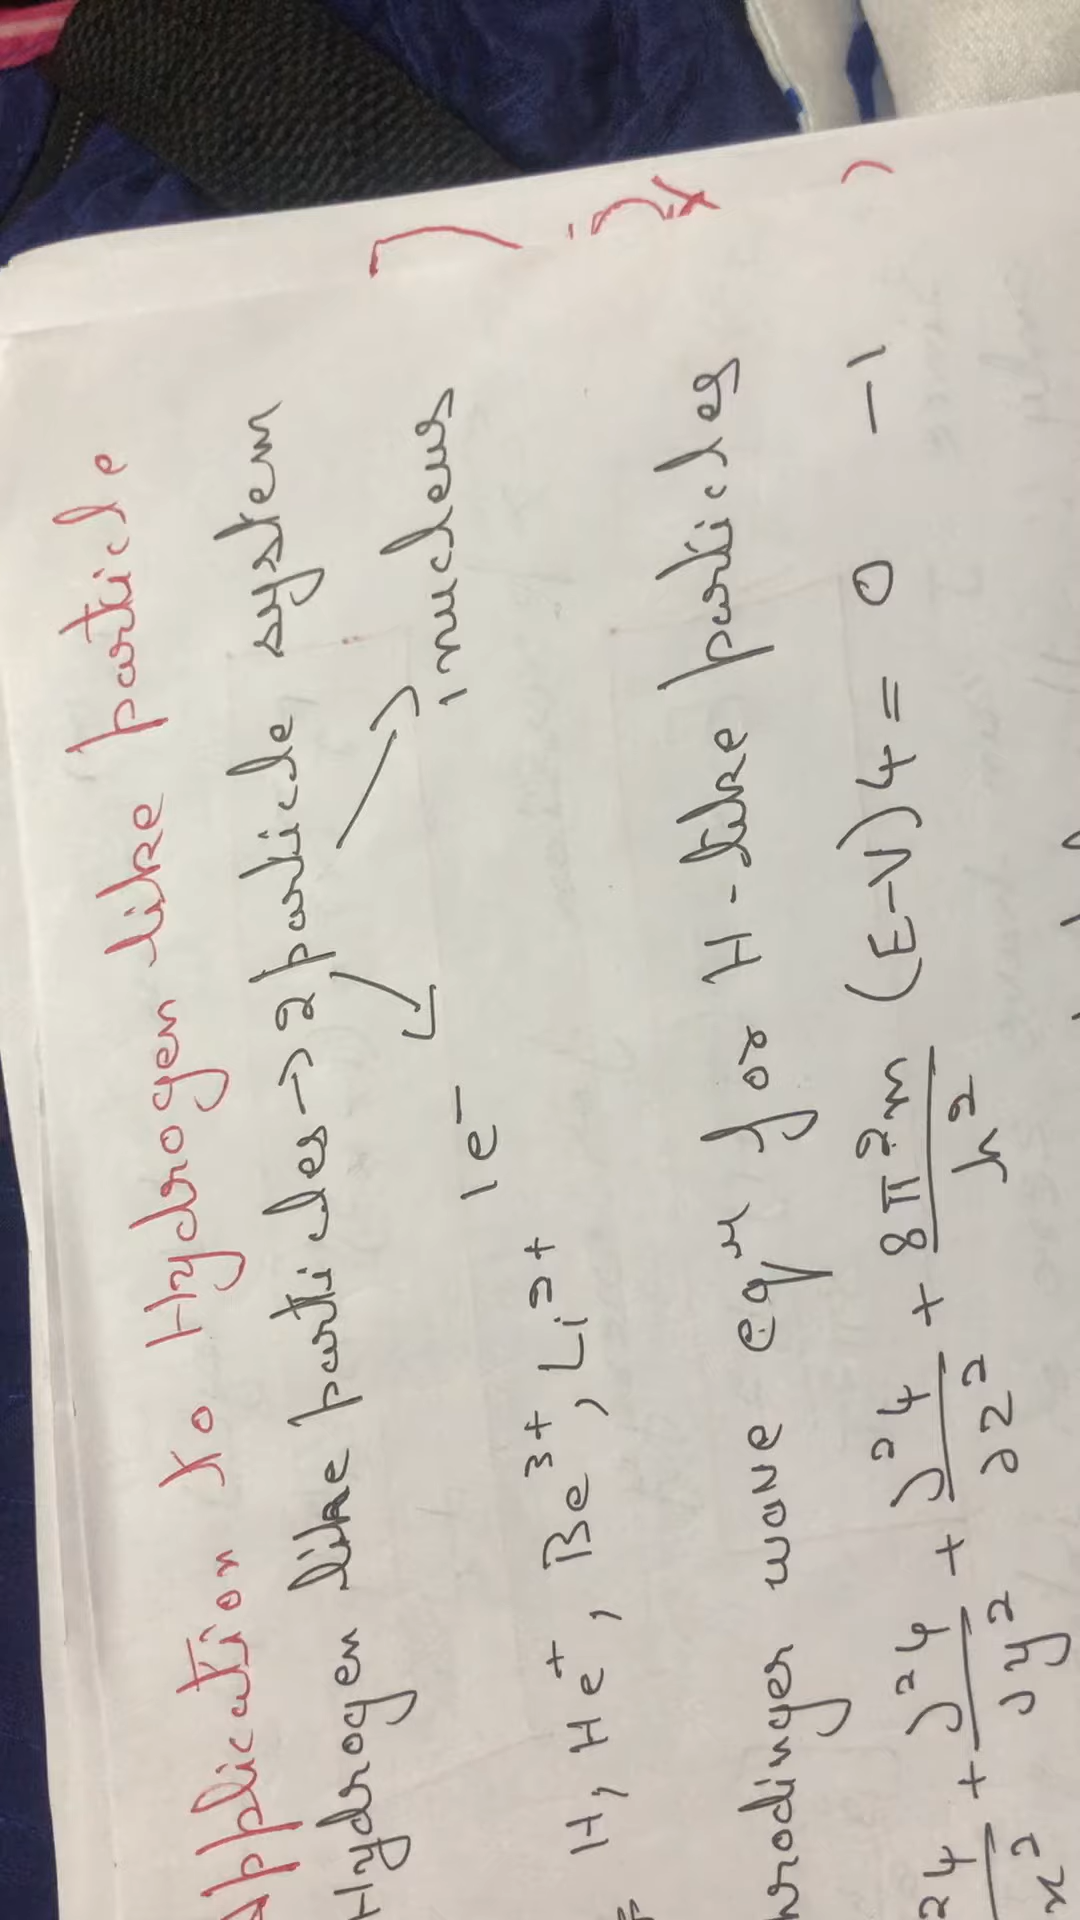 Application to Hydrogen like particle
Hydrogen like particles → 2 particle system
1e⁻ 1 nucleus
H, He⁺, Be³⁺, Li²⁺
rodinger wave eqⁿ for H-like particles
²ψ/x² + ∂²ψ/∂y² + ∂²ψ/∂z² + 8π²m/h² (E-V)ψ = 0 —1